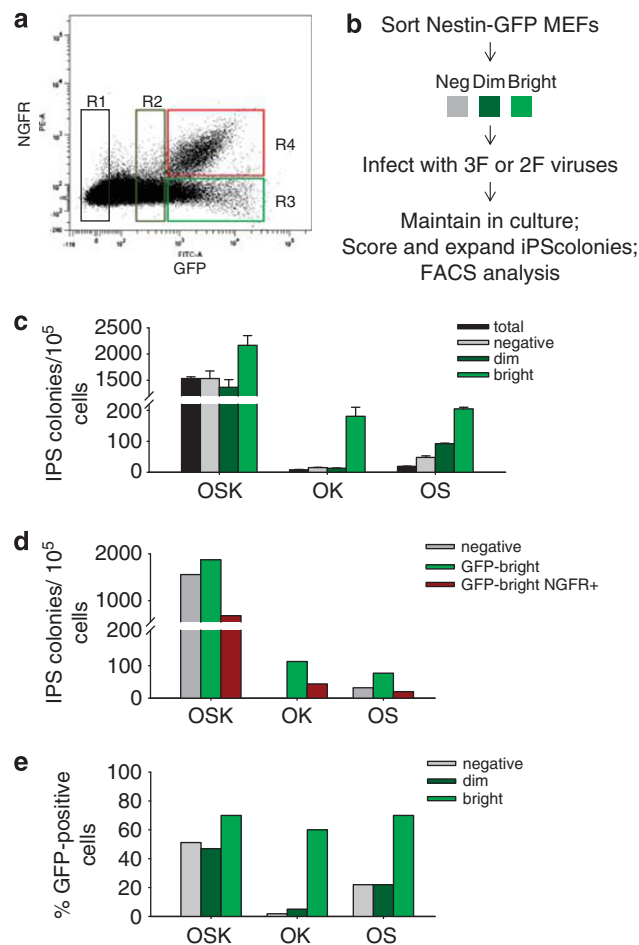 a
b
Sort Nestin-GFP MEFs
Neg Dim Bright
Infect with 3F or 2F viruses
Maintain in culture;
Score and expand iPScolonies;
FACS analysis
NGFR
PE-A
R1
R2
R4
R3
FITC-A
GFP
c
IPS colonies/10⁵
cells
2500
1500
200
100
0
total
negative
dim
bright
OSK
OK
OS
d
IPS colonies/ 10⁵
cells
2000
1000
200
100
0
negative
GFP-bright
GFP-bright NGFR+
OSK
OK
OS
e
% GFP-positive
cells
100
80
60
40
20
0
negative
dim
bright
OSK
OK
OS